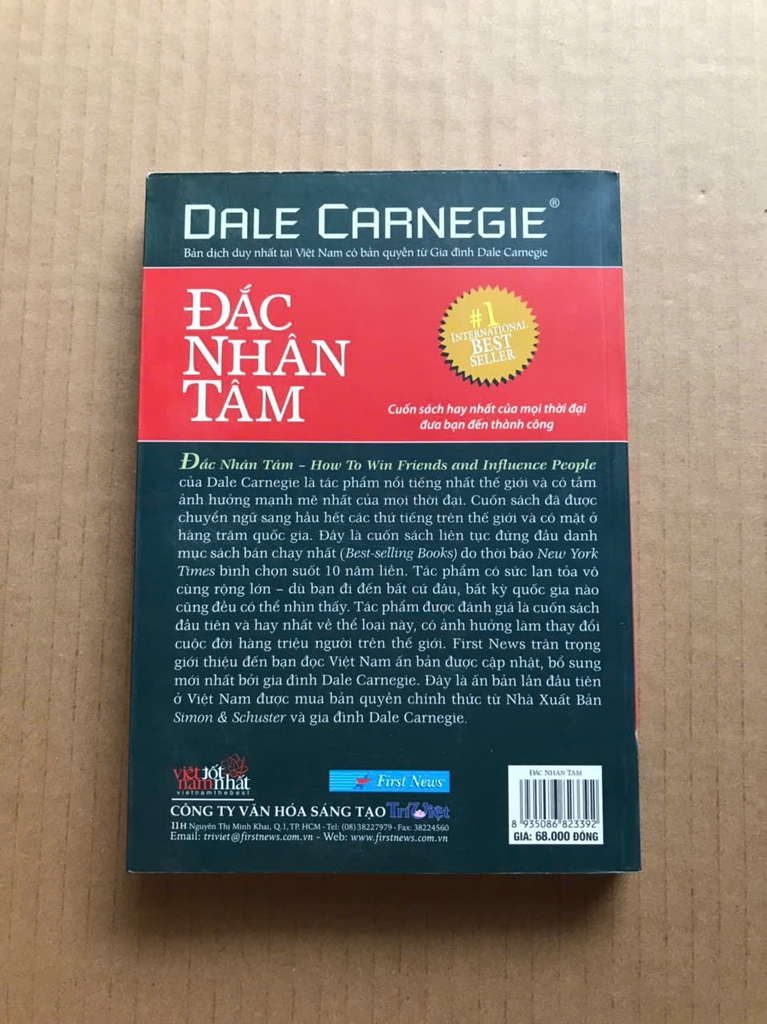 DALE CARNEGIE®
Bản dịch duy nhất tại Việt Nam có bản quyền từ Gia đình Dale Carnegie
ĐẮC
NHÂN
TÂM
#1
INTERNATIONAL
BEST
SELLER
Cuốn sách hay nhất của mọi thời đại
đưa bạn đến thành công
Đắc Nhân Tâm – How To Win Friends and Influence People
của Dale Carnegie là tác phẩm nổi tiếng nhất thế giới và có tầm
ảnh hưởng mạnh mẽ nhất của mọi thời đại. Cuốn sách đã được
chuyển ngữ sang hầu hết các thứ tiếng trên thế giới và có mặt ở
hàng trăm quốc gia. Đây là cuốn sách liên tục đứng đầu danh
mục sách bán chạy nhất (Best-selling Books) do thời báo New York
Times bình chọn suốt 10 năm liền. Tác phẩm có sức lan tỏa vô
cùng rộng lớn – dù bạn đi đến bất cứ đâu, bất kỳ quốc gia nào
cũng đều có thể nhìn thấy. Tác phẩm được đánh giá là cuốn sách
đầu tiên và hay nhất về thể loại này, có ảnh hưởng làm thay đổi
cuộc đời hàng triệu người trên thế giới. First News trân trọng
giới thiệu đến bạn đọc Việt Nam ấn bản được cập nhật, bổ sung
mới nhất bởi gia đình Dale Carnegie. Đây là ấn bản lần đầu tiên
ở Việt Nam được mua bản quyền chính thức từ Nhà Xuất Bản
Simon & Schuster và gia đình Dale Carnegie.
việt tốt
nam nhất
vietnamthebest
First News
CÔNG TY VĂN HÓA SÁNG TẠO Trí Việt
11H Nguyễn Thị Minh Khai, Q.1, TP. HCM - Tel: (08) 38227979 - Fax: 38224560
Email: triviet@firstnews.com.vn - Web: www.firstnews.com.vn
ĐẮC NHÂN TÂM
8 935086 823392
GIÁ: 68.000 ĐỒNG